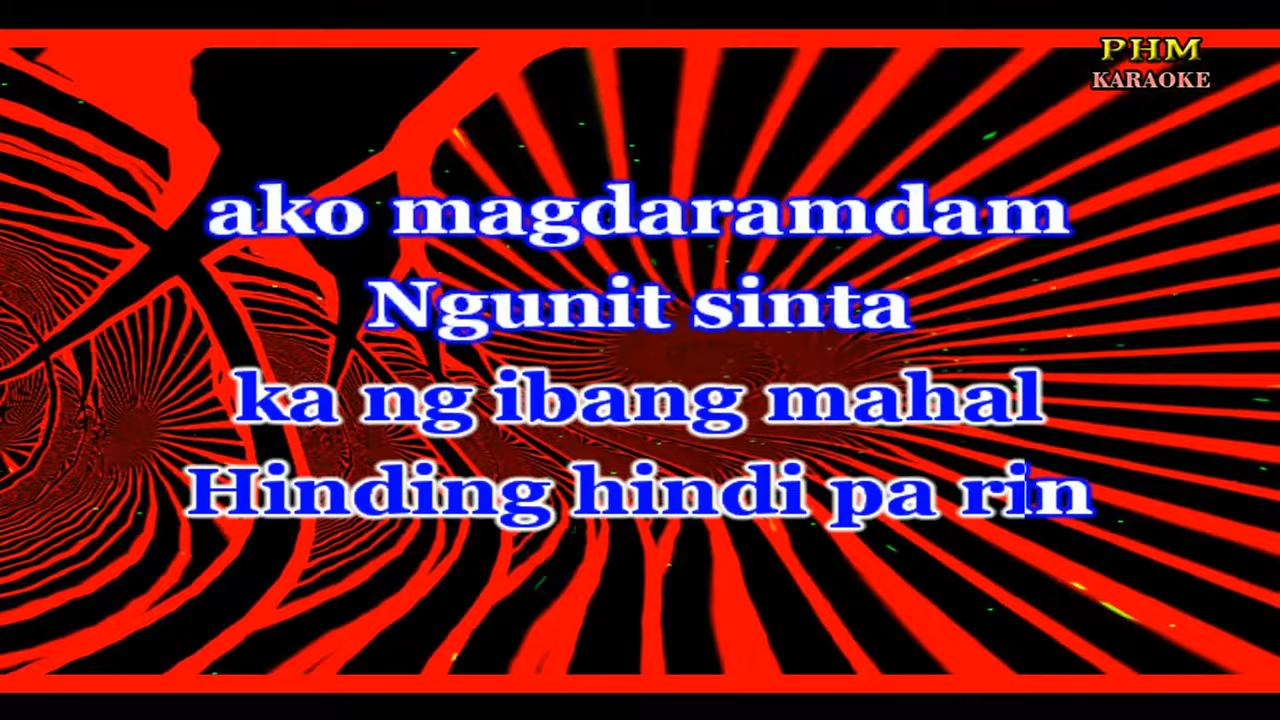 PHM
KARAOKE
ako magdaramdam
Ngunit sinta
ka ng ibang mahal
Hinding hindi pa rin